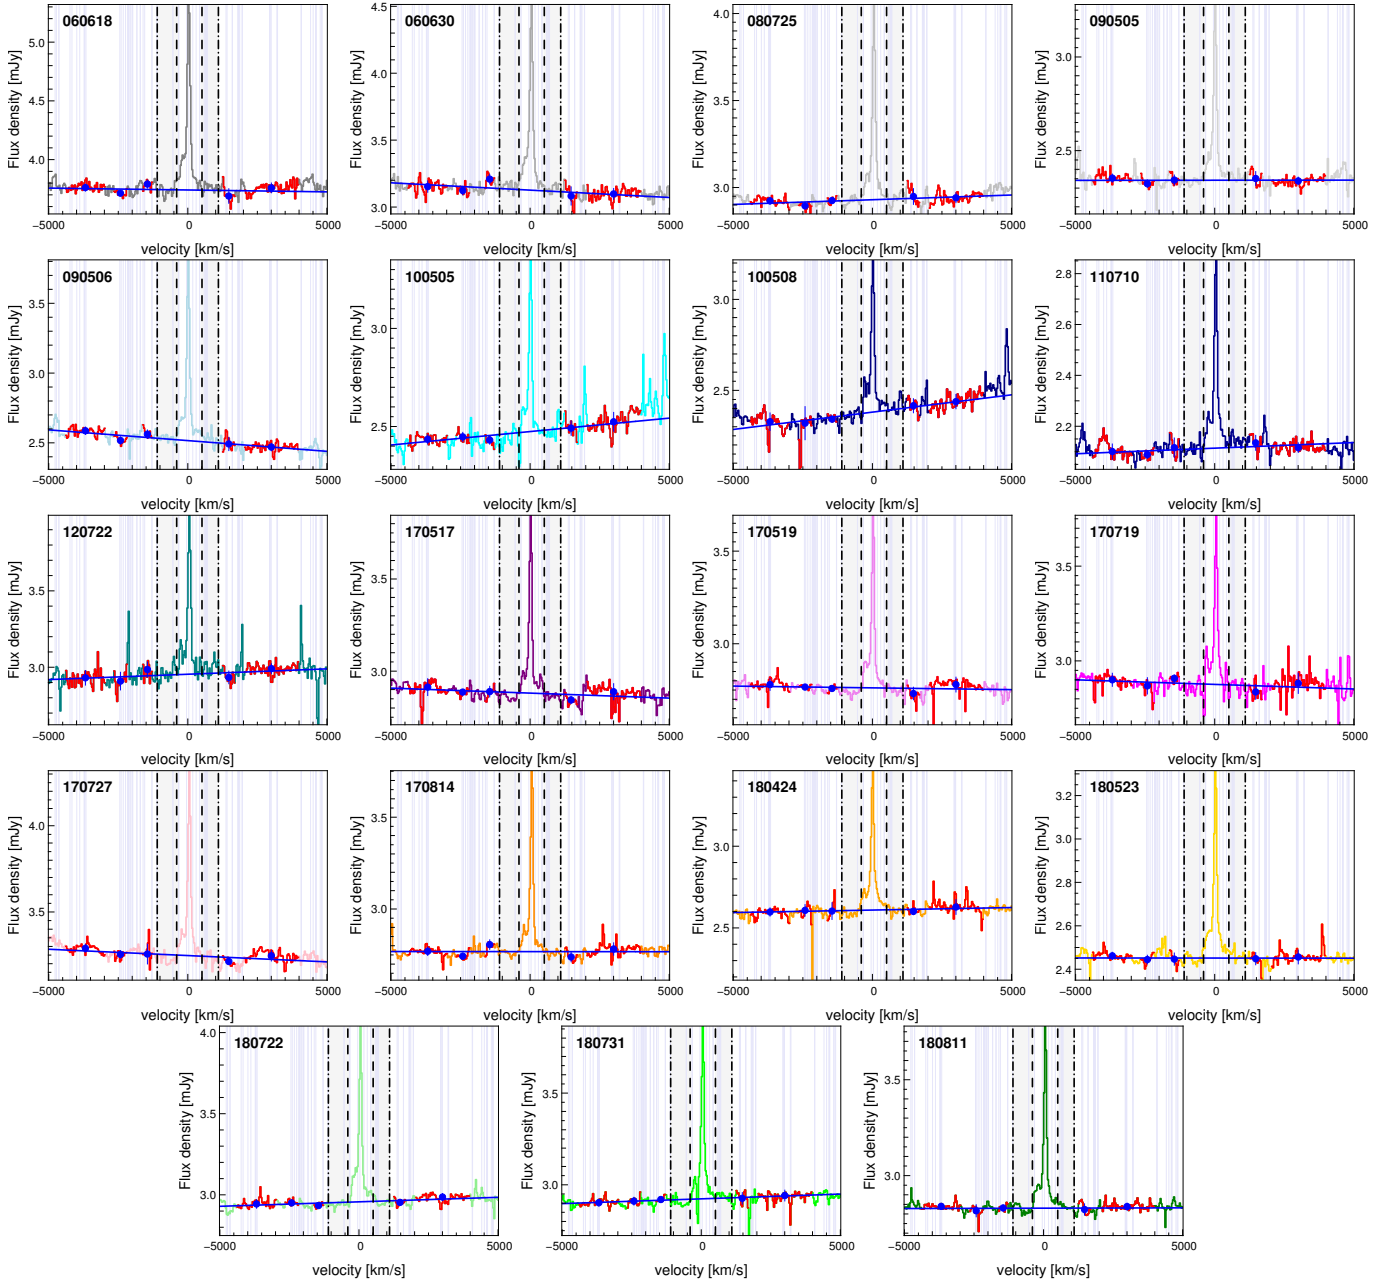 060618
Flux density [mJy]
5.0
4.5
4.0
−5000 0 5000
velocity [km/s]
060630
Flux density [mJy]
4.5
4.0
3.5
3.0
−5000 0 5000
velocity [km/s]
080725
Flux density [mJy]
4.0
3.5
3.0
−5000 0 5000
velocity [km/s]
090505
Flux density [mJy]
3.0
2.5
−5000 0 5000
velocity [km/s]
090506
Flux density [mJy]
3.5
3.0
2.5
−5000 0 5000
velocity [km/s]
100505
Flux density [mJy]
3.0
2.5
−5000 0 5000
velocity [km/s]
100508
Flux density [mJy]
3.0
2.5
−5000 0 5000
velocity [km/s]
110710
Flux density [mJy]
2.8
2.6
2.4
2.2
−5000 0 5000
velocity [km/s]
120722
Flux density [mJy]
3.5
3.0
−5000 0 5000
velocity [km/s]
170517
Flux density [mJy]
3.5
3.0
−5000 0 5000
velocity [km/s]
170519
Flux density [mJy]
3.5
3.0
−5000 0 5000
velocity [km/s]
170719
Flux density [mJy]
3.5
3.0
−5000 0 5000
velocity [km/s]
170727
Flux density [mJy]
4.0
3.5
−5000 0 5000
velocity [km/s]
170814
Flux density [mJy]
3.5
3.0
−5000 0 5000
velocity [km/s]
180424
Flux density [mJy]
3.0
2.5
−5000 0 5000
velocity [km/s]
180523
Flux density [mJy]
3.2
3.0
2.8
2.6
2.4
−5000 0 5000
velocity [km/s]
180722
Flux density [mJy]
4.0
3.5
3.0
−5000 0 5000
velocity [km/s]
180731
Flux density [mJy]
3.5
3.0
−5000 0 5000
velocity [km/s]
180811
Flux density [mJy]
3.5
3.0
−5000 0 5000
velocity [km/s]